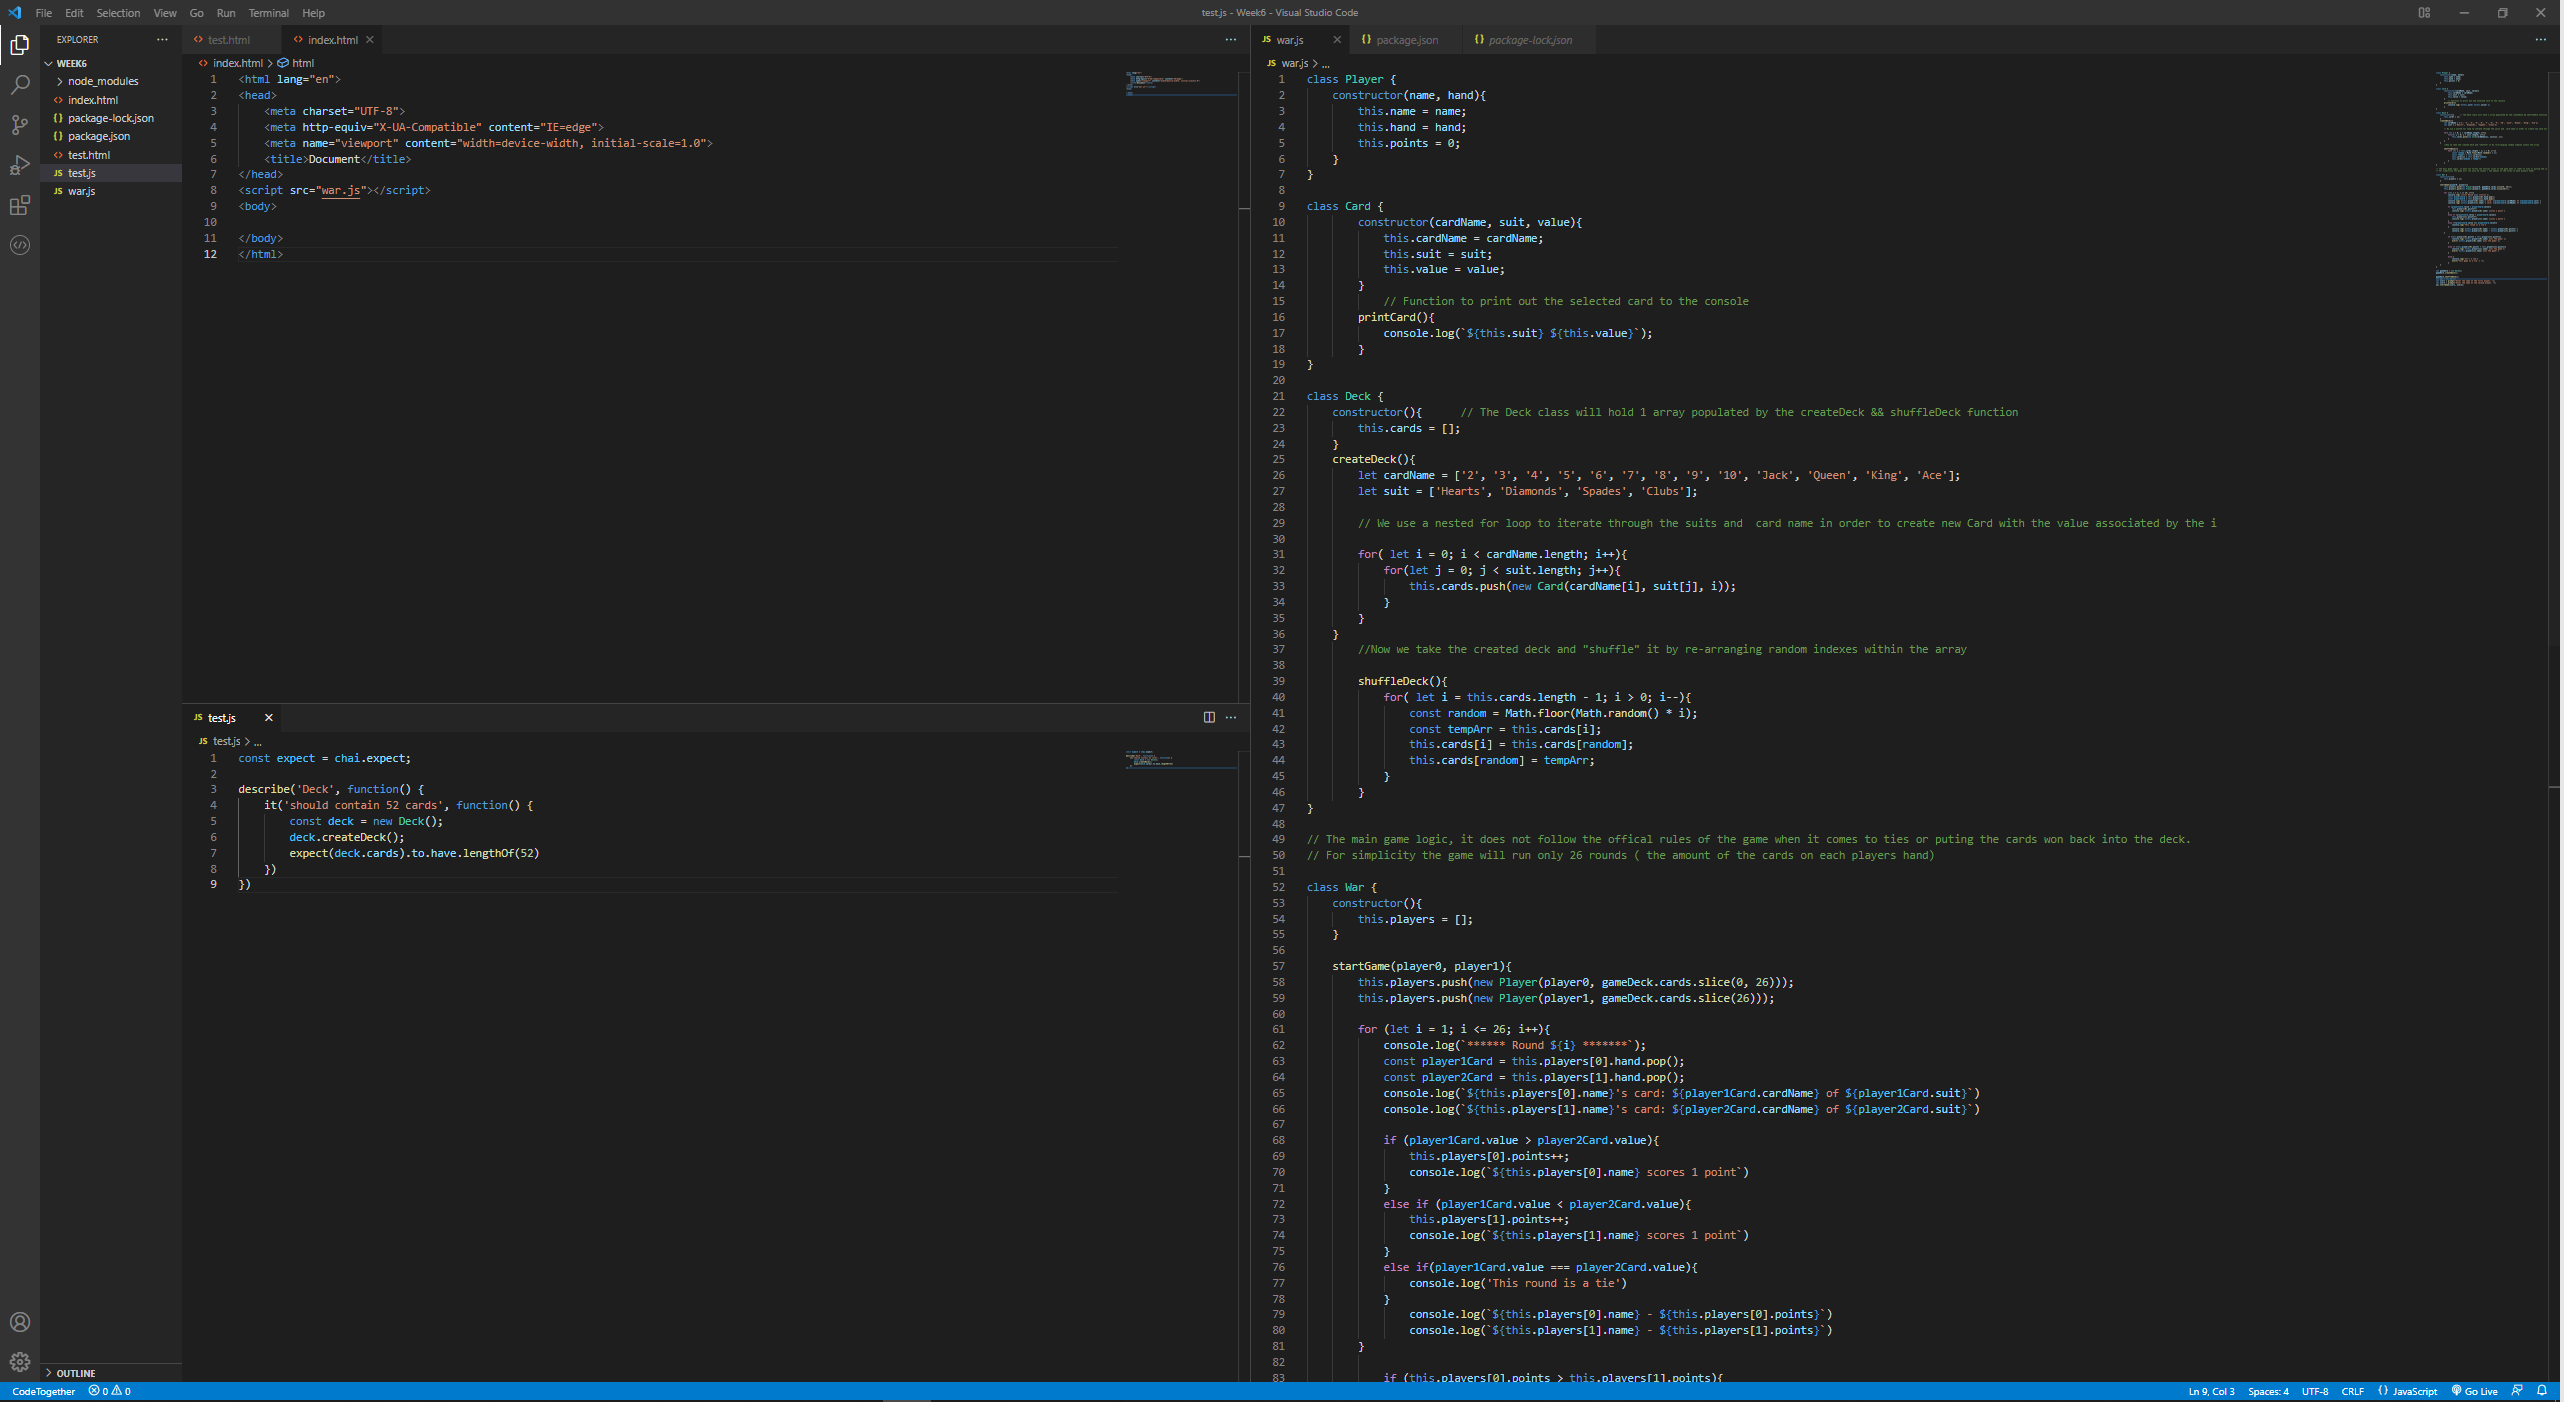 File Edit Selection View Go Run Terminal Help
test.js - Week6 - Visual Studio Code
EXPLORER
WEEK6
node_modules
index.html
package-lock.json
package.json
test.html
test.js
war.js
OUTLINE
test.html
index.html
index.html > html
1 <html lang="en">
2 <head>
3 <meta charset="UTF-8">
4 <meta http-equiv="X-UA-Compatible" content="IE=edge">
5 <meta name="viewport" content="width=device-width, initial-scale=1.0">
6 <title>Document</title>
7 </head>
8 <script src="war.js"></script>
9 <body>
10
11 </body>
12 </html>
JS test.js
JS test.js > ...
1 const expect = chai.expect;
2
3 describe('Deck', function() {
4 it('should contain 52 cards', function() {
5 const deck = new Deck();
6 deck.createDeck();
7 expect(deck.cards).to.have.lengthOf(52)
8 })
9 })
JS war.js
package.json
package-lock.json
JS war.js > ...
1 class Player {
2 constructor(name, hand){
3 this.name = name;
4 this.hand = hand;
5 this.points = 0;
6 }
7 }
8
9 class Card {
10 constructor(cardName, suit, value){
11 this.cardName = cardName;
12 this.suit = suit;
13 this.value = value;
14 }
15 // Function to print out the selected card to the console
16 printCard(){
17 console.log(`${this.suit} ${this.value}`);
18 }
19 }
20
21 class Deck {
22 constructor(){ // The Deck class will hold 1 array populated by the createDeck && shuffleDeck function
23 this.cards = [];
24 }
25 createDeck(){
26 let cardName = ['2', '3', '4', '5', '6', '7', '8', '9', '10', 'Jack', 'Queen', 'King', 'Ace'];
27 let suit = ['Hearts', 'Diamonds', 'Spades', 'Clubs'];
28
29 // We use a nested for loop to iterate through the suits and  card name in order to create new Card with the value associated by the i
30
31 for( let i = 0; i < cardName.length; i++){
32 for(let j = 0; j < suit.length; j++){
33 this.cards.push(new Card(cardName[i], suit[j], i));
34 }
35 }
36 }
37 //Now we take the created deck and "shuffle" it by re-arranging random indexes within the array
38
39 shuffleDeck(){
40 for( let i = this.cards.length - 1; i > 0; i--){
41 const random = Math.floor(Math.random() * i);
42 const tempArr = this.cards[i];
43 this.cards[i] = this.cards[random];
44 this.cards[random] = tempArr;
45 }
46 }
47 }
48
49 // The main game logic, it does not follow the offical rules of the game when it comes to ties or puting the cards won back into the deck.
50 // For simplicity the game will run only 26 rounds ( the amount of the cards on each players hand)
51
52 class War {
53 constructor(){
54 this.players = [];
55 }
56
57 startGame(player0, player1){
58 this.players.push(new Player(player0, gameDeck.cards.slice(0, 26)));
59 this.players.push(new Player(player1, gameDeck.cards.slice(26)));
60
61 for (let i = 1; i <= 26; i++){
62 console.log(`****** Round ${i} *******`);
63 const player1Card = this.players[0].hand.pop();
64 const player2Card = this.players[1].hand.pop();
65 console.log(`${this.players[0].name}'s card: ${player1Card.cardName} of ${player1Card.suit}`)
66 console.log(`${this.players[1].name}'s card: ${player2Card.cardName} of ${player2Card.suit}`)
67
68 if (player1Card.value > player2Card.value){
69 this.players[0].points++;
70 console.log(`${this.players[0].name} scores 1 point`)
71 }
72 else if (player1Card.value < player2Card.value){
73 this.players[1].points++;
74 console.log(`${this.players[1].name} scores 1 point`)
75 }
76 else if(player1Card.value === player2Card.value){
77 console.log('This round is a tie')
78 }
79 console.log(`${this.players[0].name} - ${this.players[0].points}`)
80 console.log(`${this.players[1].name} - ${this.players[1].points}`)
81 }
82
83 if (this.players[0].points > this.players[1].points){
CodeTogether 0 0
Ln 9, Col 3 Spaces: 4 UTF-8 CRLF {} JavaScript Go Live